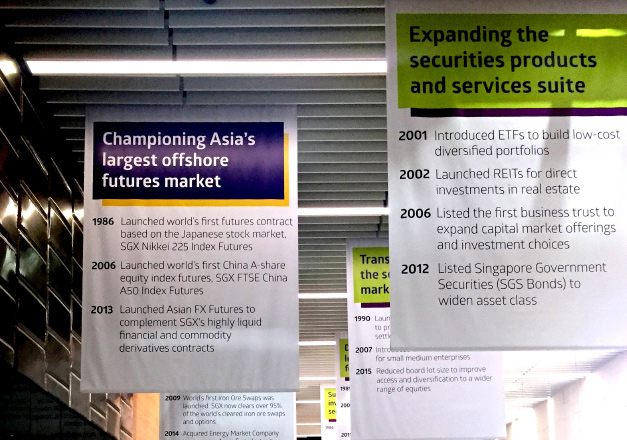 Championing Asia's
largest offshore
futures market
1986 Launched world's first futures contract
based on the Japanese stock market,
SGX Nikkei 225 Index Futures
2006 Launched world's first China A-share
equity index futures, SGX FTSE China
A50 Index Futures
2013 Launched Asian FX Futures to
complement SGX's highly liquid
financial and commodity
derivatives contracts
Expanding the
securities products
and services suite
2001 Introduced ETFs to build low-cost
diversified portfolios
2002 Launched REITs for direct
investments in real estate
2006 Listed the first business trust to
expand capital market offerings
and investment choices
2012 Listed Singapore Government
Securities (SGS Bonds) to
widen asset class
the
1990
2007
for small medium enterprises
2015 Reduced board lot size to improve
access and diversification to a wider
range of equities
2009 World's first Iron Ore Swaps was
launched. SGX now clears over 95%
of the world's cleared iron ore swaps
and options
2014 Acquired Energy Market Company